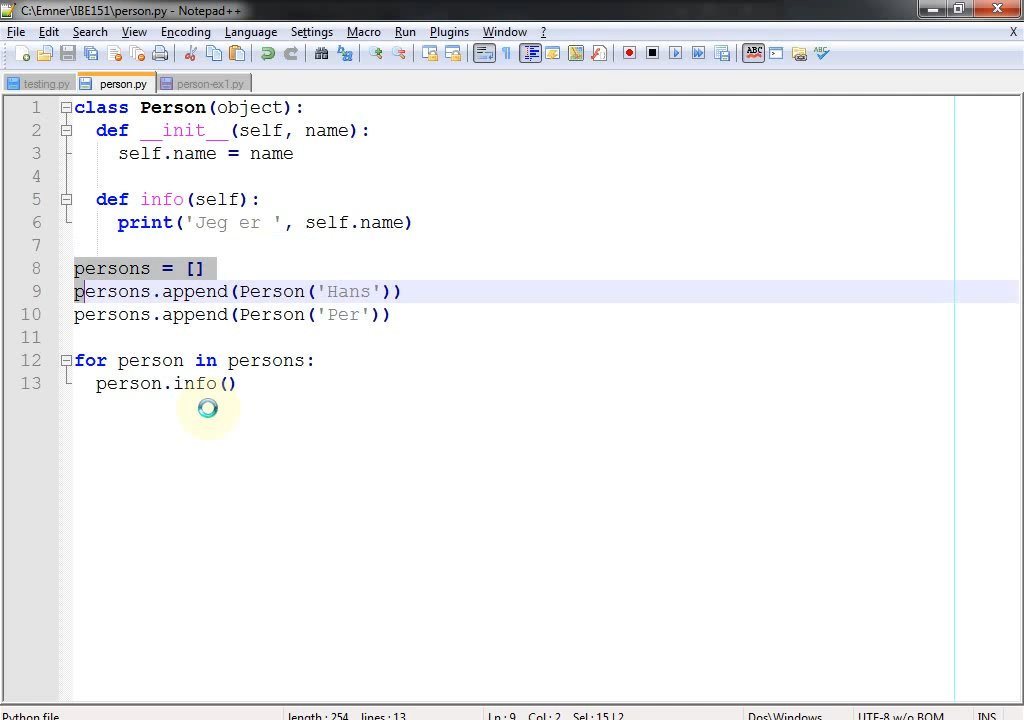 C:\Emner\IBE151\person.py - Notepad++
File Edit Search View Encoding Language Settings Macro Run Plugins Window ? X
testing.py person.py person-ex1.py
1 class Person(object):
2 def __init__(self, name):
3 self.name = name
4
5 def info(self):
6 print('Jeg er ', self.name)
7
8 persons = []
9 persons.append(Person('Hans'))
10 persons.append(Person('Per'))
11
12 for person in persons:
13 person.info()
Python file length : 254 lines : 13 Ln : 9 Col : 2 Sel : 15 | 2 Dos\Windows UTF-8 w/o BOM INS